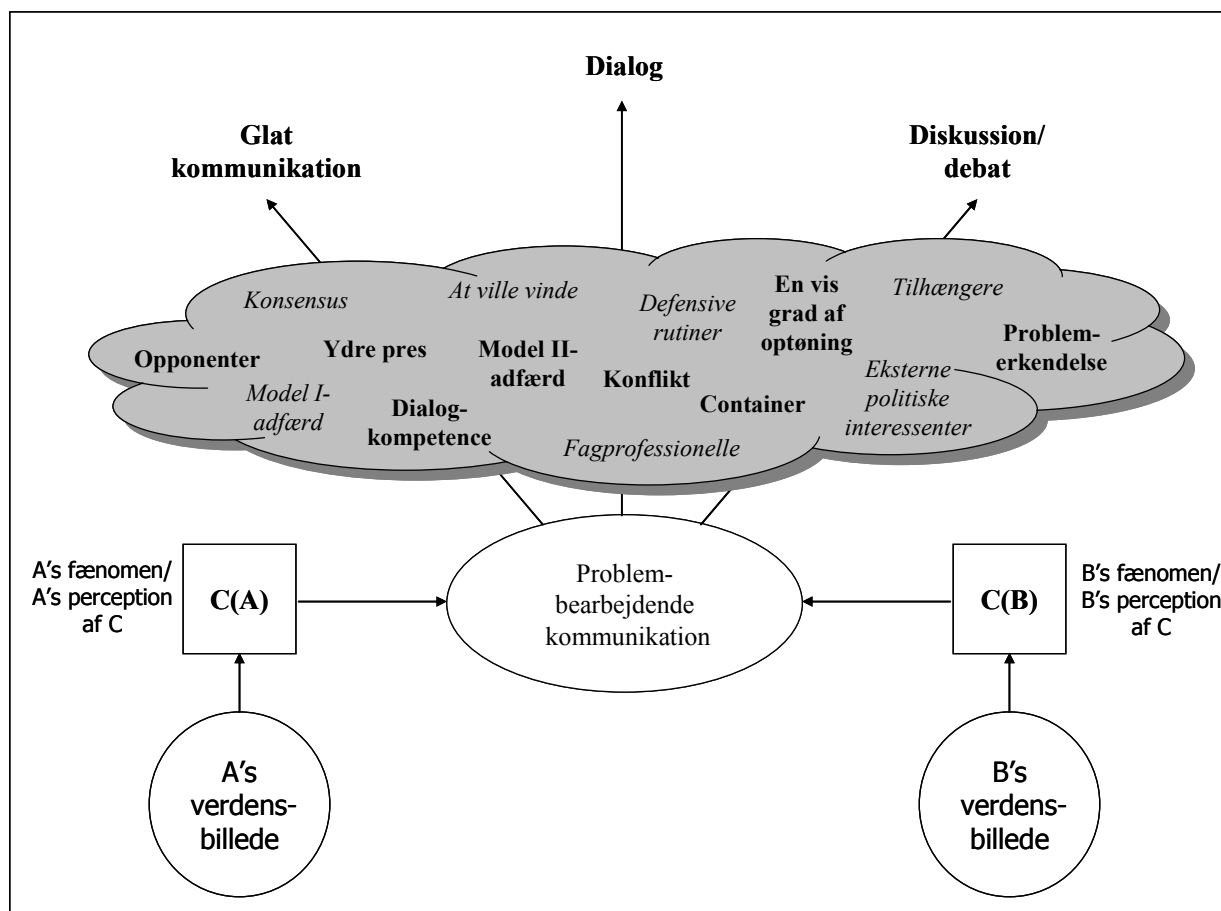 Dialog
Glat
kommunikation
Diskussion/
debat
Konsensus
At ville vinde
Defensive
rutiner
En vis
grad af
optøning
Tilhængere
Opponenter
Ydre pres
Model II-
adfærd
Konflikt
Problem-
erkendelse
Model I-
adfærd
Dialog-
kompetence
Container
Eksterne
politiske
interessenter
Fagprofessionelle
A's fænomen/
A's perception
af C
C(A)
Problem-
bearbejdende
kommunikation
C(B)
B's fænomen/
B's perception
af C
A's
verdens-
billede
B's
verdens-
billede